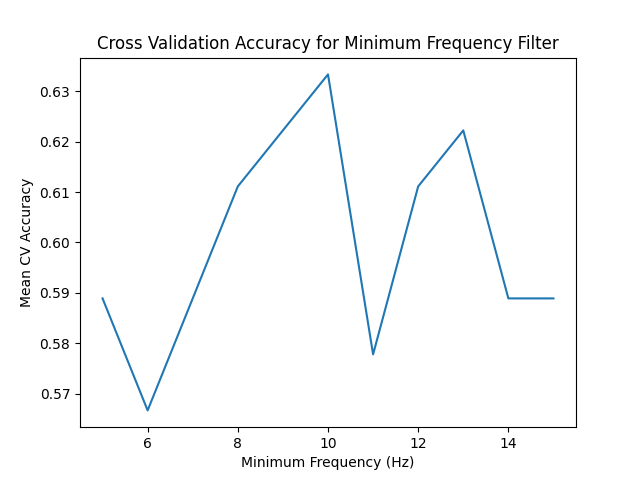 Cross Validation Accuracy for Minimum Frequency Filter
Mean CV Accuracy
0.63
0.62
0.61
0.60
0.59
0.58
0.57
6 8 10 12 14
Minimum Frequency (Hz)